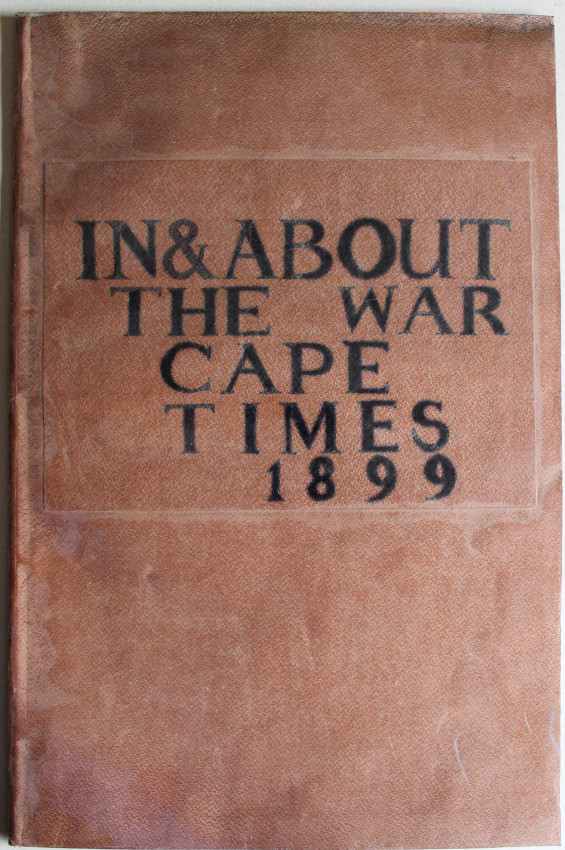 IN & ABOUT
THE WAR
CAPE
TIMES
1899